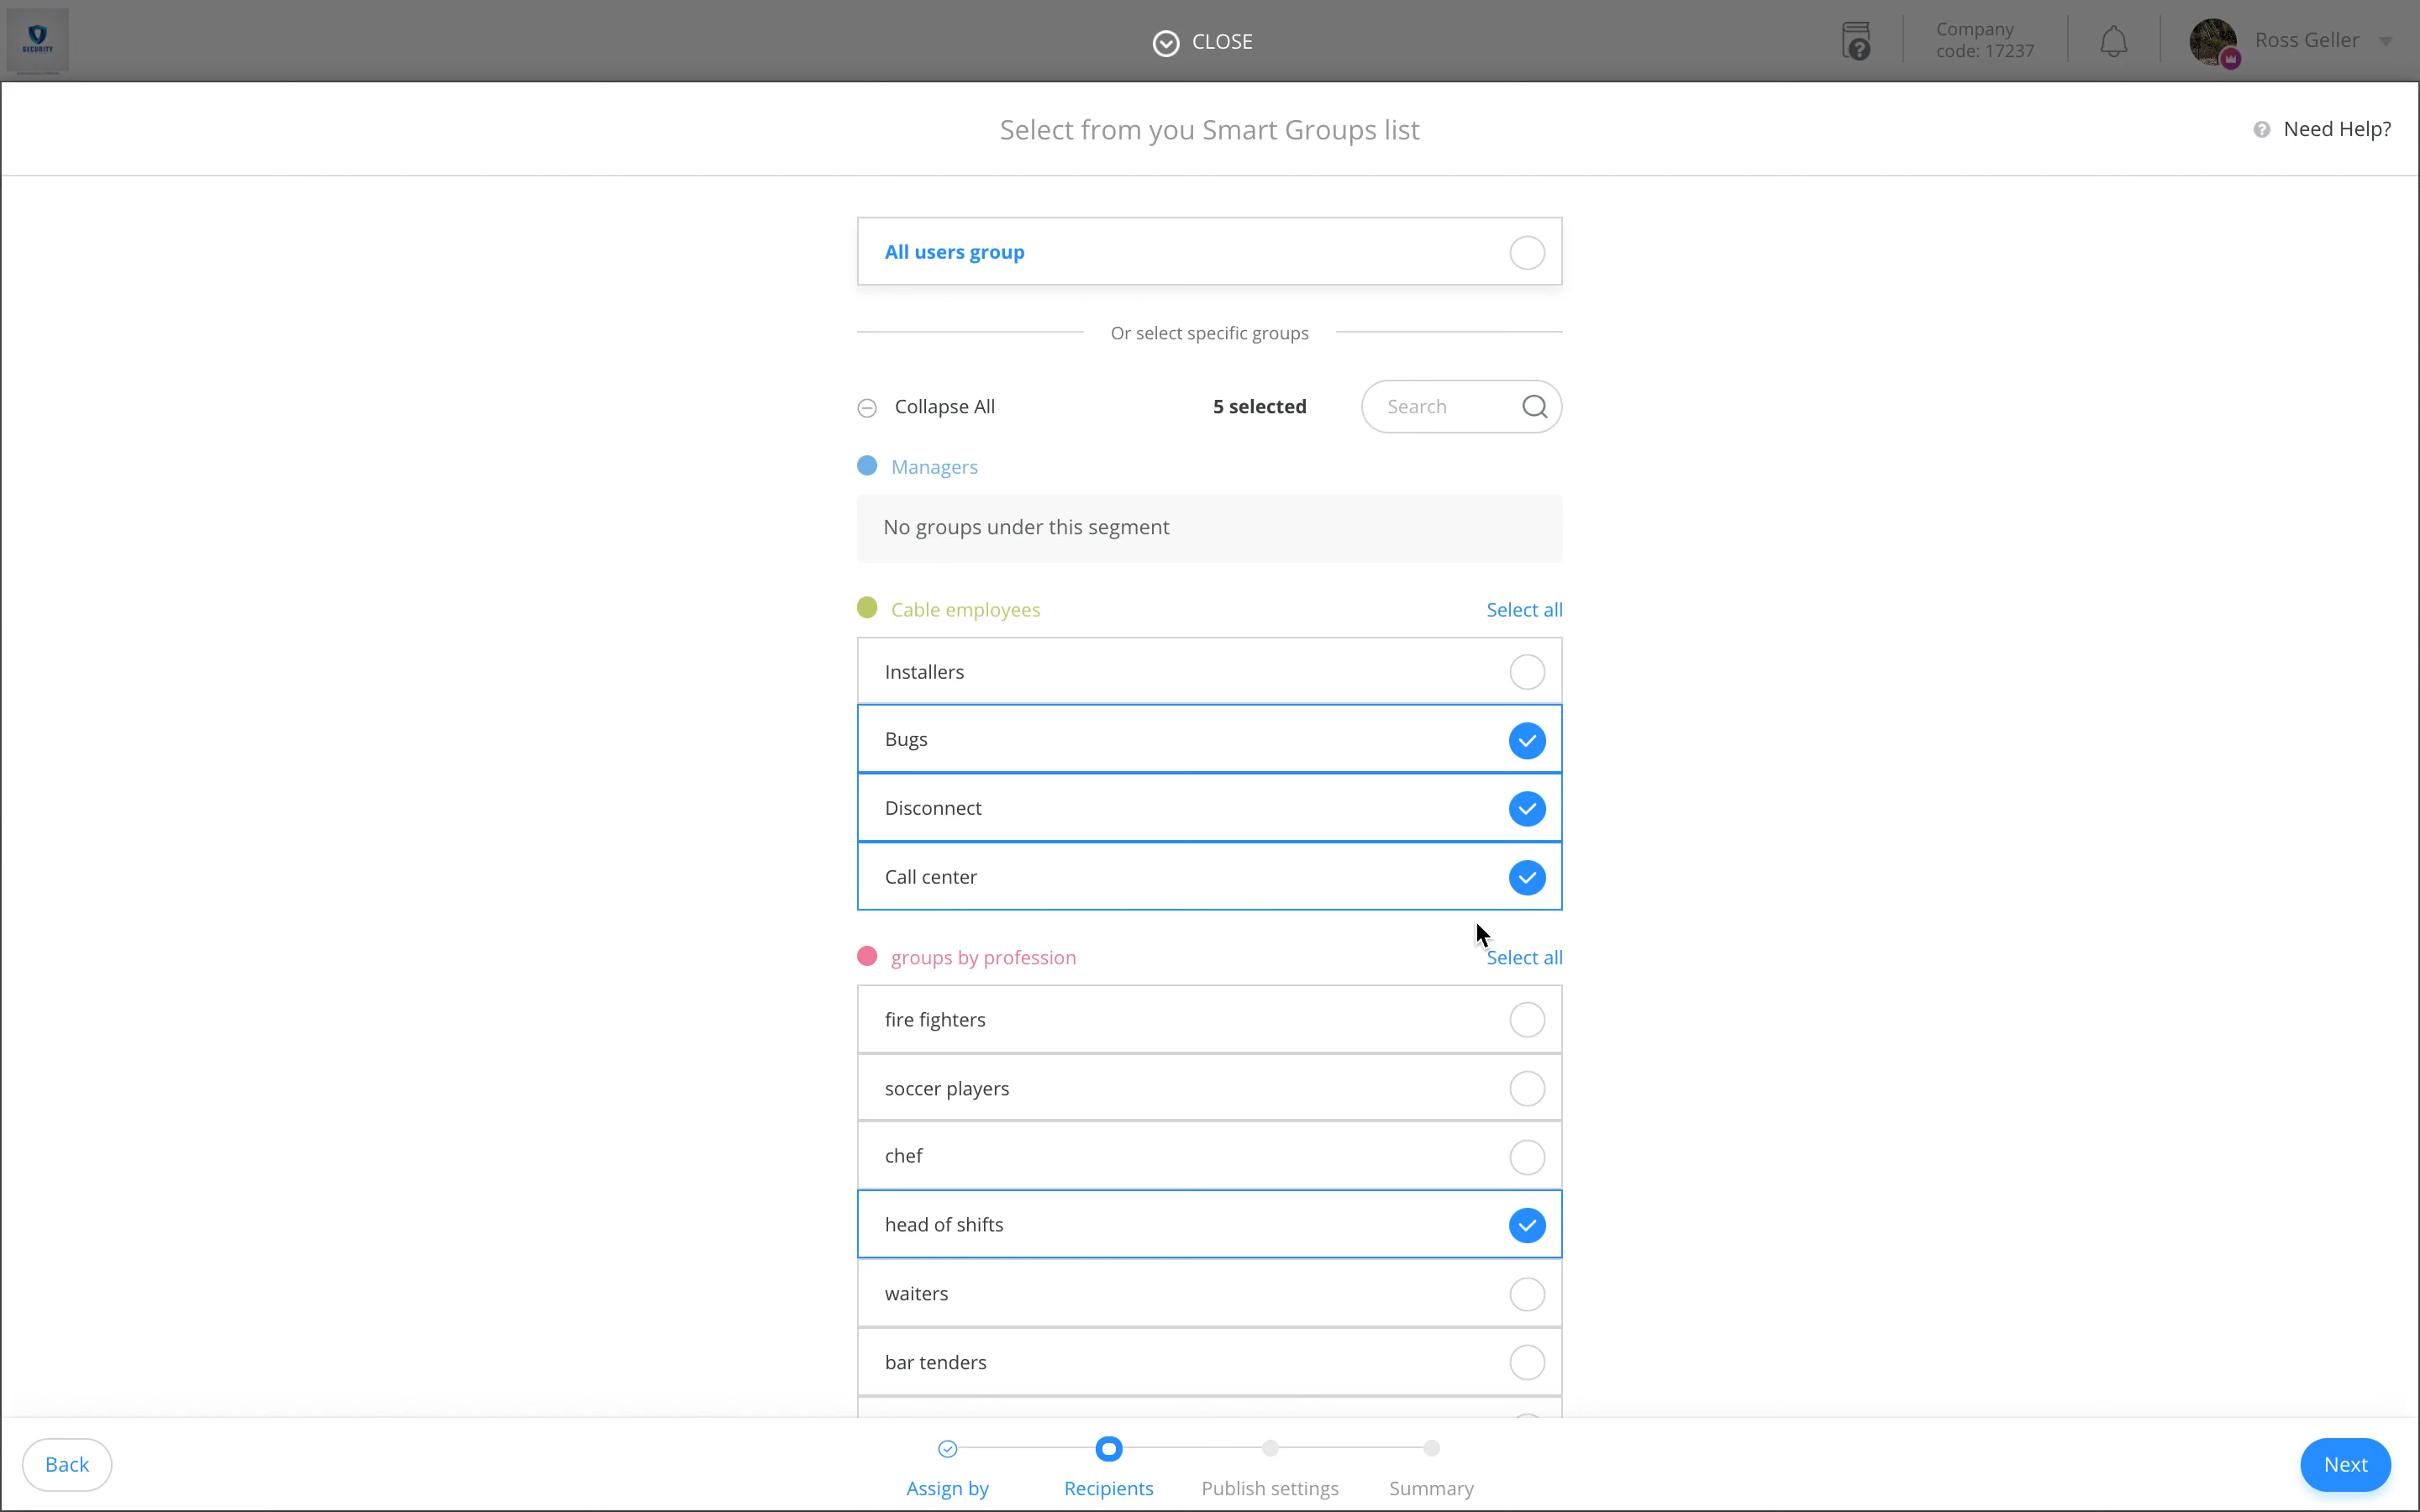 SECURITY
CLOSE
Company
code: 17237
Ross Geller
Select from you Smart Groups list
Need Help?
All users group
Or select specific groups
Collapse All
5 selected
Search
Managers
No groups under this segment
Cable employees
Select all
Installers
Bugs
Disconnect
Call center
groups by profession
Select all
fire fighters
soccer players
chef
head of shifts
waiters
bar tenders
Back
Assign by
Recipients
Publish settings
Summary
Next